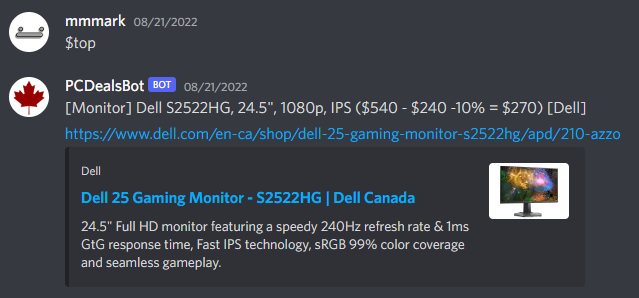 mmmark 08/21/2022
$top
PCDealsBot BOT 08/21/2022
[Monitor] Dell S2522HG, 24.5", 1080p, IPS ($540 - $240 -10% = $270) [Dell]
https://www.dell.com/en-ca/shop/dell-25-gaming-monitor-s2522hg/apd/210-azzo
Dell
Dell 25 Gaming Monitor - S2522HG | Dell Canada
24.5" Full HD monitor featuring a speedy 240Hz refresh rate & 1ms
GtG response time, Fast IPS technology, sRGB 99% color coverage
and seamless gameplay.